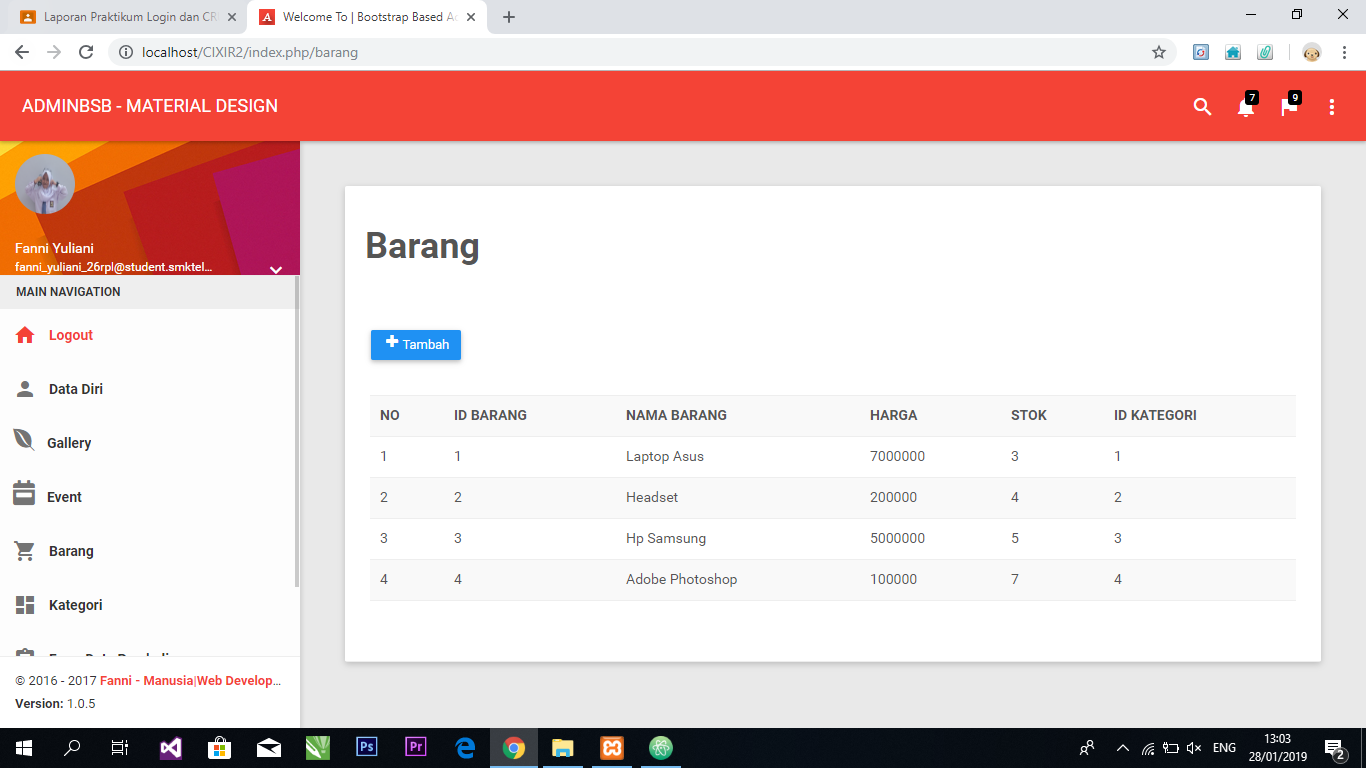 Laporan Praktikum Login dan CR
Welcome To | Bootstrap Based Ad
localhost/CIXIR2/index.php/barang
ADMINBSB - MATERIAL DESIGN
7
9
Fanni Yuliani
fanni_yuliani_26rpl@student.smktel...
MAIN NAVIGATION
Logout
Data Diri
Gallery
Event
Barang
Kategori
© 2016 - 2017 Fanni - Manusia|Web Develop...
Version: 1.0.5
Barang
Tambah
NO ID BARANG NAMA BARANG HARGA STOK ID KATEGORI
1 1 Laptop Asus 7000000 3 1
2 2 Headset 200000 4 2
3 3 Hp Samsung 5000000 5 3
4 4 Adobe Photoshop 100000 7 4
Ps
Pr
ENG
13:03
28/01/2019
2